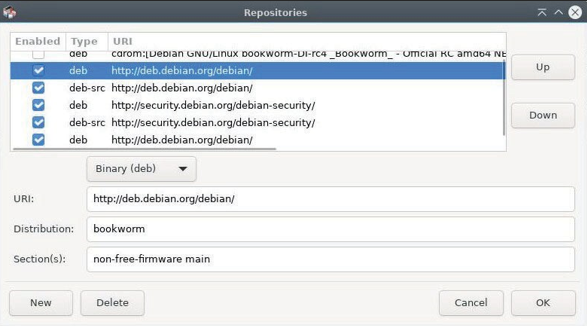 Repositories
Enabled Type URI
deb cdrom:[Debian GNU/Linux bookworm-DI-rc4 _Bookworm_ - Official RC amd64 NE
deb http://deb.debian.org/debian/
deb-src http://deb.debian.org/debian/
deb http://security.debian.org/debian-security/
deb-src http://security.debian.org/debian-security/
deb http://deb.debian.org/debian/
Up
Down
Binary (deb)
URI: http://deb.debian.org/debian/
Distribution: bookworm
Section(s): non-free-firmware main
New Delete Cancel OK